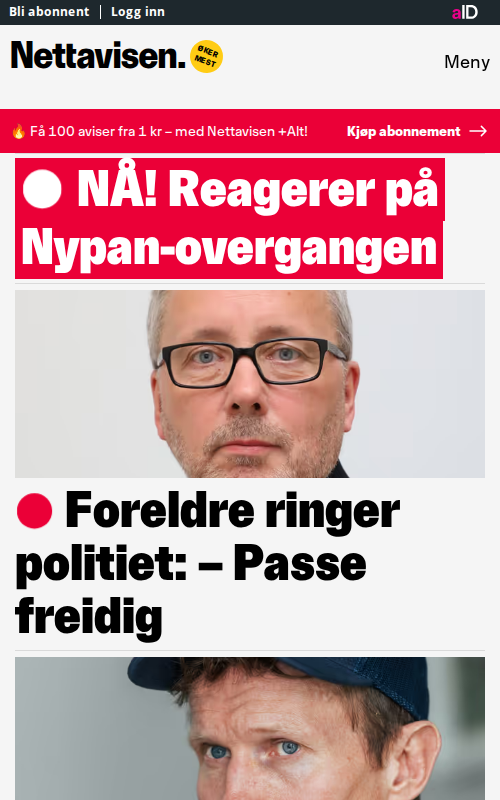 Bli abonnent
Logg inn
aID
Nettavisen.
ØKER
MEST
Meny
🔥 Få 100 aviser fra 1 kr – med Nettavisen +Alt!
Kjøp abonnement →
NÅ! Reagerer på
Nypan-overgangen
Foreldre ringer
politiet: – Passe
freidig